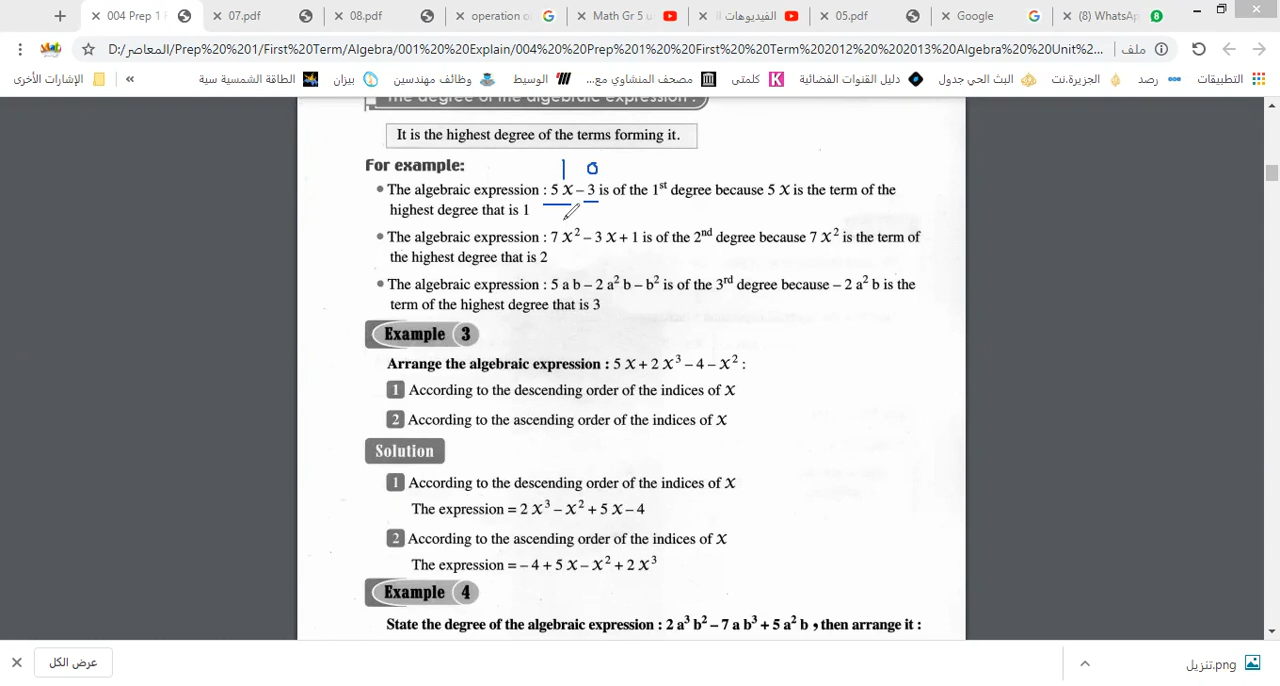 004 Prep 1
07.pdf
08.pdf
operation o
Math Gr 5 u
الفيديوهات ال
05.pdf
Google
(8) WhatsAp
D:/المعاصر/Prep%20%201/First%20Term/Algebra/001%20%20Explain/004%20%20Prep%201%20%20First%20%20Term%202012%20%202013%20Algebra%20%20Unit%...
ملف
التطبيقات
رصد
الجزيرة.نت
البث الحي جدول
دليل القنوات الفضائية
كلمتى
مصحف المنشاوي مع...
الوسيط
وظائف مهندسين
بيزان
الطاقة الشمسية سية
»
الإشارات الأخرى
The degree of the algebraic expression :
It is the highest degree of the terms forming it.
For example:
1 0
• The algebraic expression : 5 x – 3 is of the 1st degree because 5 x is the term of the
highest degree that is 1
• The algebraic expression : 7 x² – 3 x + 1 is of the 2nd degree because 7 x² is the term of
the highest degree that is 2
• The algebraic expression : 5 a b – 2 a² b – b² is of the 3rd degree because – 2 a² b is the
term of the highest degree that is 3
Example 3
Arrange the algebraic expression : 5 x + 2 x³ – 4 – x² :
1 According to the descending order of the indices of x
2 According to the ascending order of the indices of x
Solution
1 According to the descending order of the indices of x
The expression = 2 x³ – x² + 5 x – 4
2 According to the ascending order of the indices of x
The expression = – 4 + 5 x – x² + 2 x³
Example 4
State the degree of the algebraic expression : 2 a³ b² – 7 a b³ + 5 a² b , then arrange it :
عرض الكل
تنزيل.png